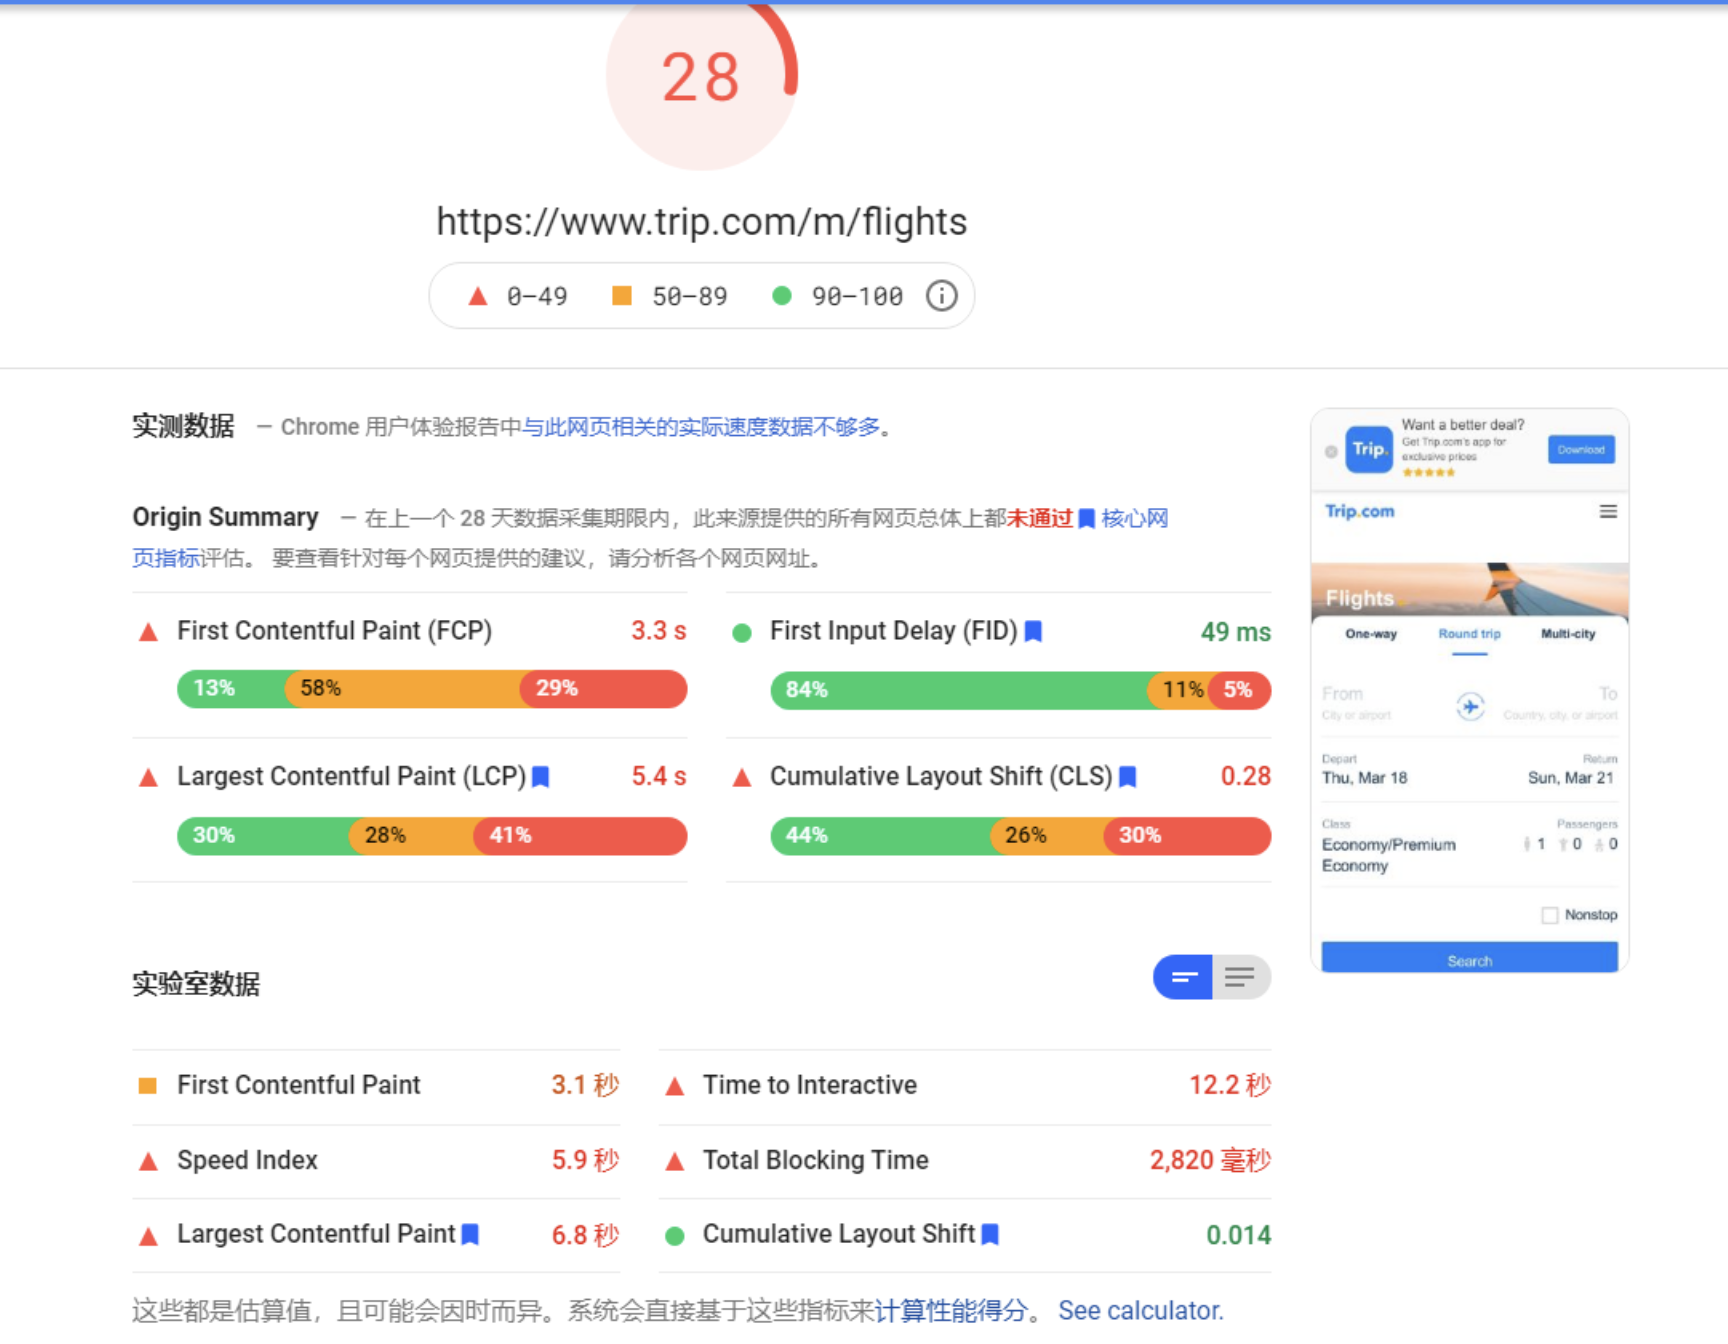 28
https://www.trip.com/m/flights
0–49 50–89 90–100
实测数据 — Chrome 用户体验报告中与此网页相关的实际速度数据不够多。
Origin Summary — 在上一个 28 天数据采集期限内，此来源提供的所有网页总体上都未通过 核心网
页指标评估。 要查看针对每个网页提供的建议，请分析各个网页网址。
First Contentful Paint (FCP) 3.3 s
13% 58% 29%
First Input Delay (FID) 49 ms
84% 11% 5%
Largest Contentful Paint (LCP) 5.4 s
30% 28% 41%
Cumulative Layout Shift (CLS) 0.28
44% 26% 30%
实验室数据
First Contentful Paint 3.1 秒
Time to Interactive 12.2 秒
Speed Index 5.9 秒
Total Blocking Time 2,820 毫秒
Largest Contentful Paint 6.8 秒
Cumulative Layout Shift 0.014
这些都是估算值，且可能会因时而异。系统会直接基于这些指标来计算性能得分。 See calculator.
Want a better deal?
Trip.
Get Trip.com's app for
exclusive prices
Download
Trip.com
Flights.
One-way Round trip Multi-city
From To
City or airport Country, city, or airport
Depart Return
Thu, Mar 18 Sun, Mar 21
Class Passengers
Economy/Premium 1 0 0
Economy
Nonstop
Search